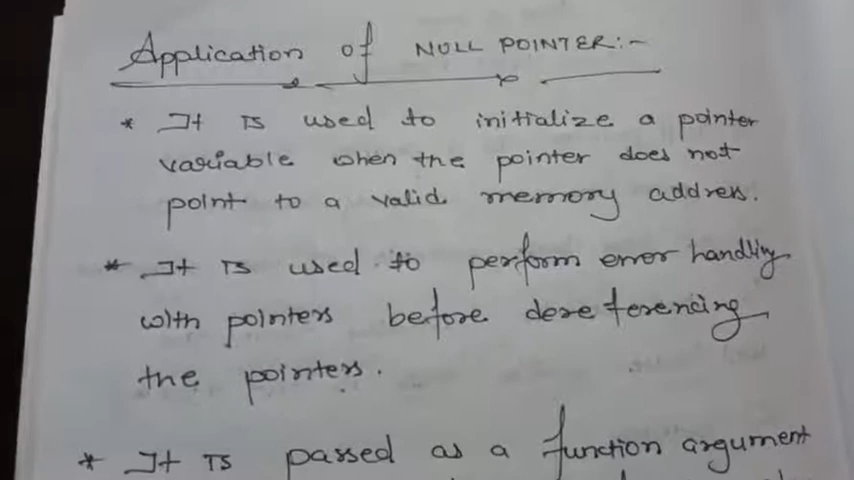 Application of NULL POINTER:-
* It is used to initialize a pointer
variable when the pointer does not
point to a valid memory address.
* It is used to perform error handling
with pointers before dereferencing
the pointers.
* It is passed as a function argument